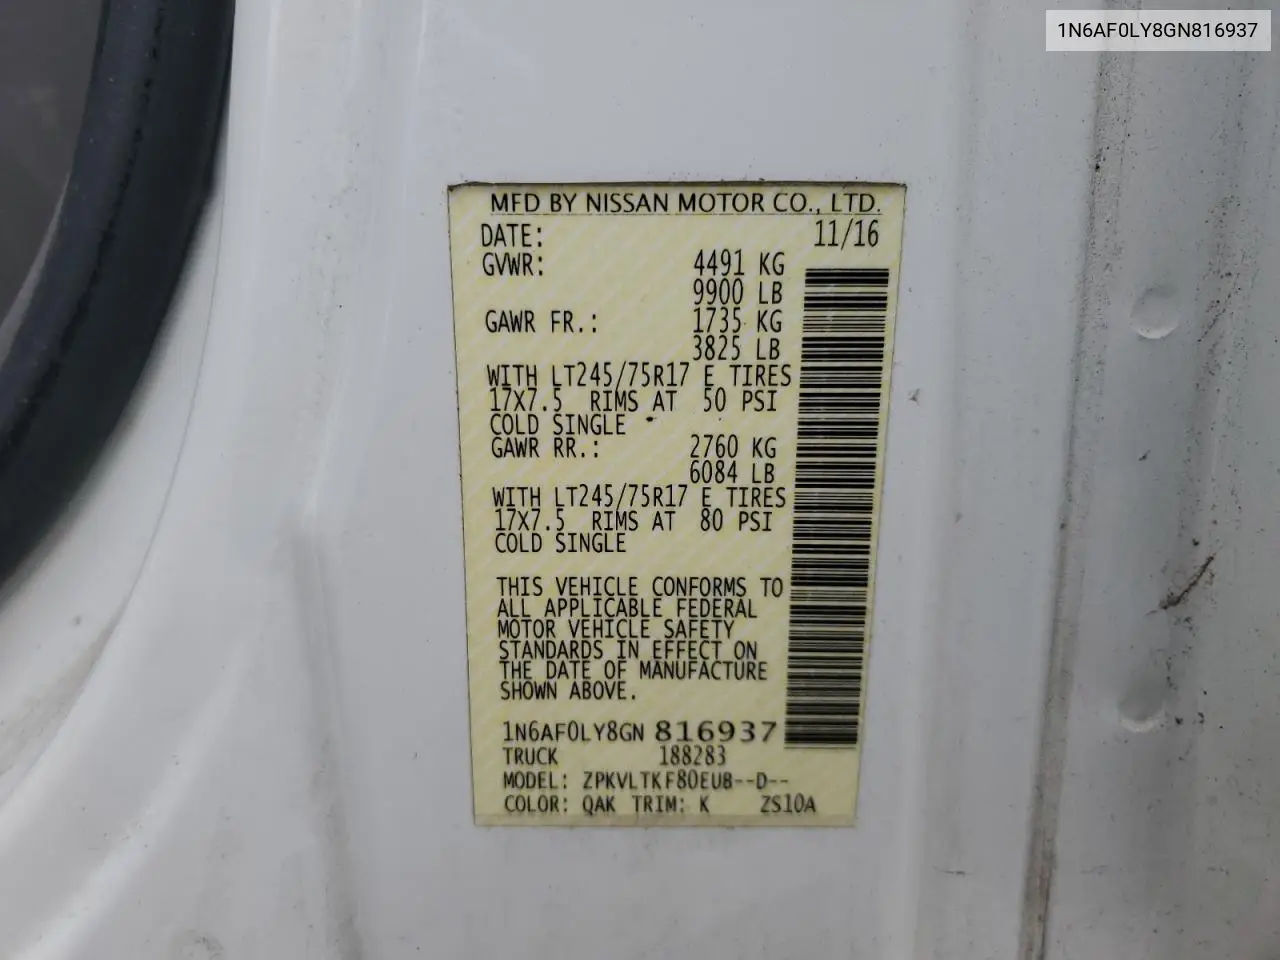 1N6AF0LY8GN816937
MFD BY NISSAN MOTOR CO., LTD.
DATE: 11/16
GVWR: 4491 KG
9900 LB
GAWR FR.: 1735 KG
3825 LB
WITH LT245/75R17 E TIRES
17X7.5 RIMS AT 50 PSI
COLD SINGLE
GAWR RR.: 2760 KG
6084 LB
WITH LT245/75R17 E TIRES
17X7.5 RIMS AT 80 PSI
COLD SINGLE
THIS VEHICLE CONFORMS TO
ALL APPLICABLE FEDERAL
MOTOR VEHICLE SAFETY
STANDARDS IN EFFECT ON
THE DATE OF MANUFACTURE
SHOWN ABOVE.
1N6AF0LY8GN 816937
TRUCK 188283
MODEL: ZPKVLTKF80EUB--D--
COLOR: QAK TRIM: K ZS10A